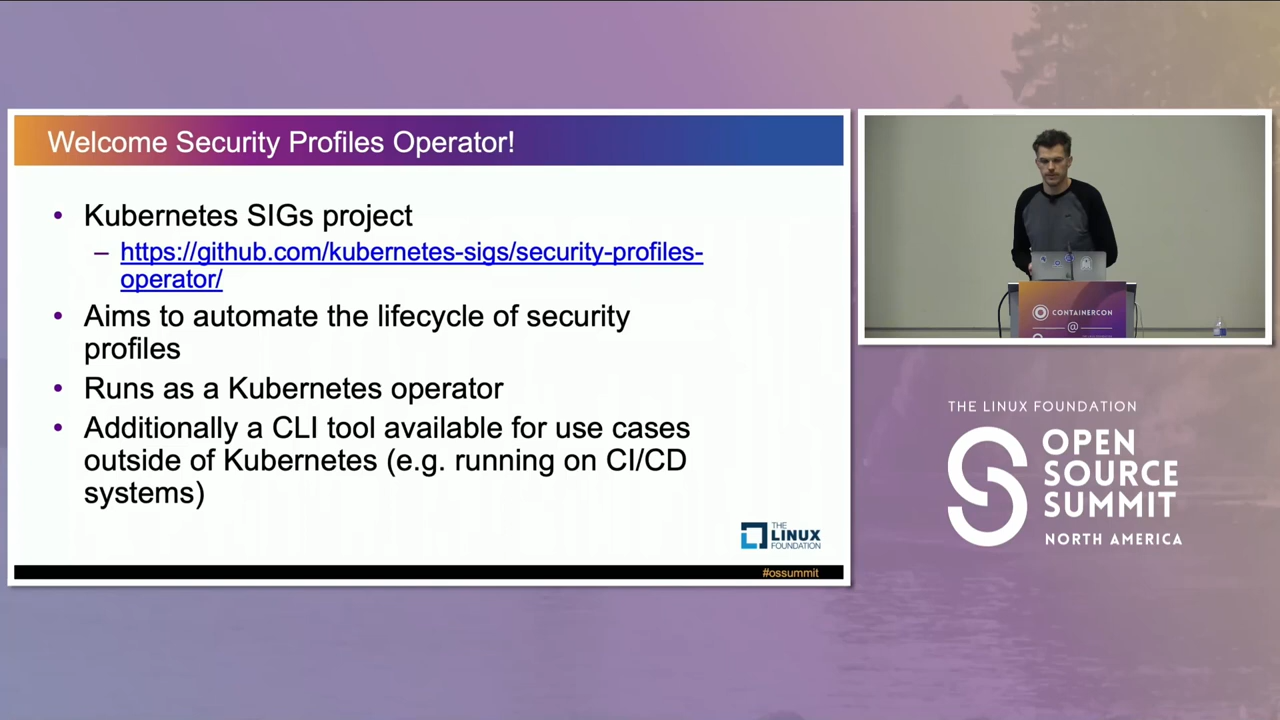 Welcome Security Profiles Operator!
• Kubernetes SIGs project
– https://github.com/kubernetes-sigs/security-profiles-
operator/
• Aims to automate the lifecycle of security
profiles
• Runs as a Kubernetes operator
• Additionally a CLI tool available for use cases
outside of Kubernetes (e.g. running on CI/CD
systems)
THE
LINUX
FOUNDATION
#ossummit
CONTAINERCON
@
THE LINUX FOUNDATION
OPEN
SOURCE
SUMMIT
NORTH AMERICA